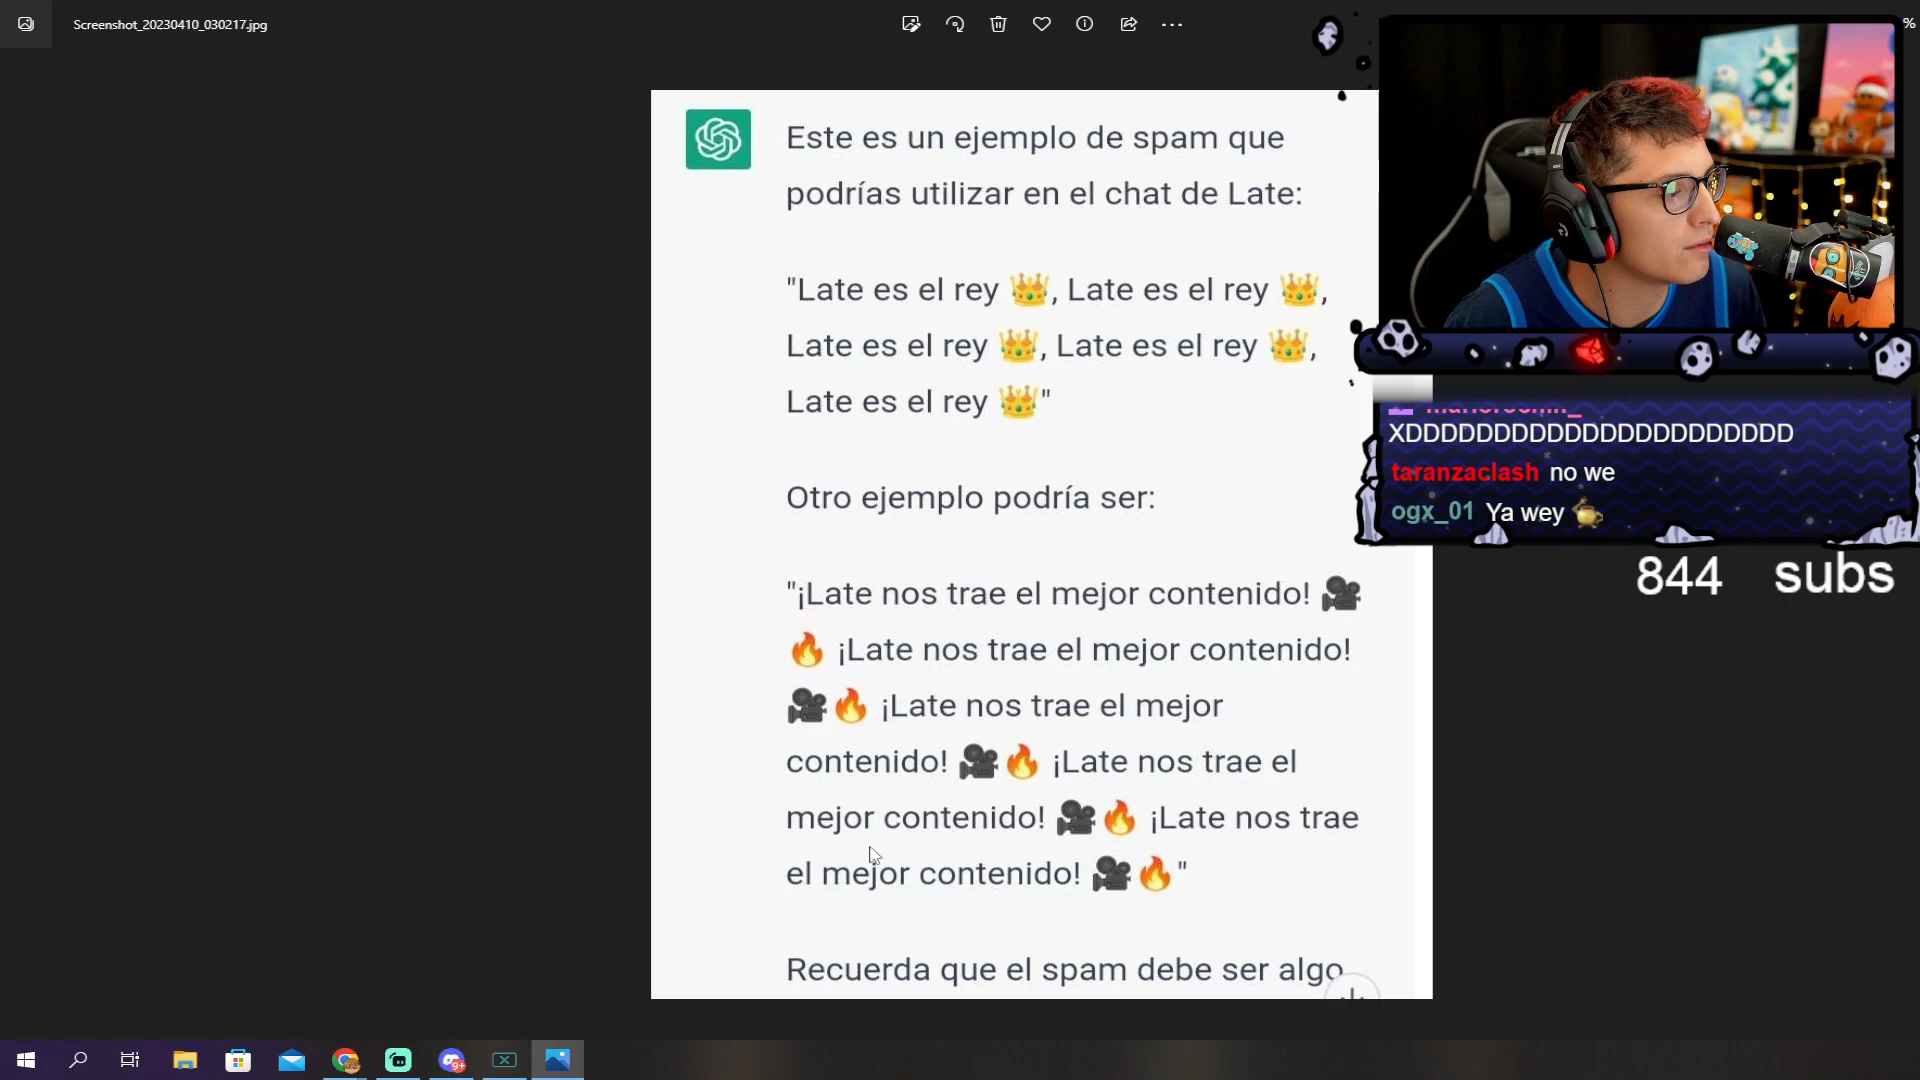 Screenshot_20230410_030217.jpg
%
Este es un ejemplo de spam que
podrías utilizar en el chat de Late:
"Late es el rey 👑, Late es el rey 👑,
Late es el rey 👑, Late es el rey 👑,
Late es el rey 👑"
Otro ejemplo podría ser:
"¡Late nos trae el mejor contenido! 🎥
🔥 ¡Late nos trae el mejor contenido!
🎥🔥 ¡Late nos trae el mejor
contenido! 🎥🔥 ¡Late nos trae el
mejor contenido! 🎥🔥 ¡Late nos trae
el mejor contenido! 🎥🔥"
Recuerda que el spam debe ser algo
XDDDDDDDDDDDDDDDDDDDDDD
taranzaclash no we
ogx_01 Ya wey
844 subs
9+